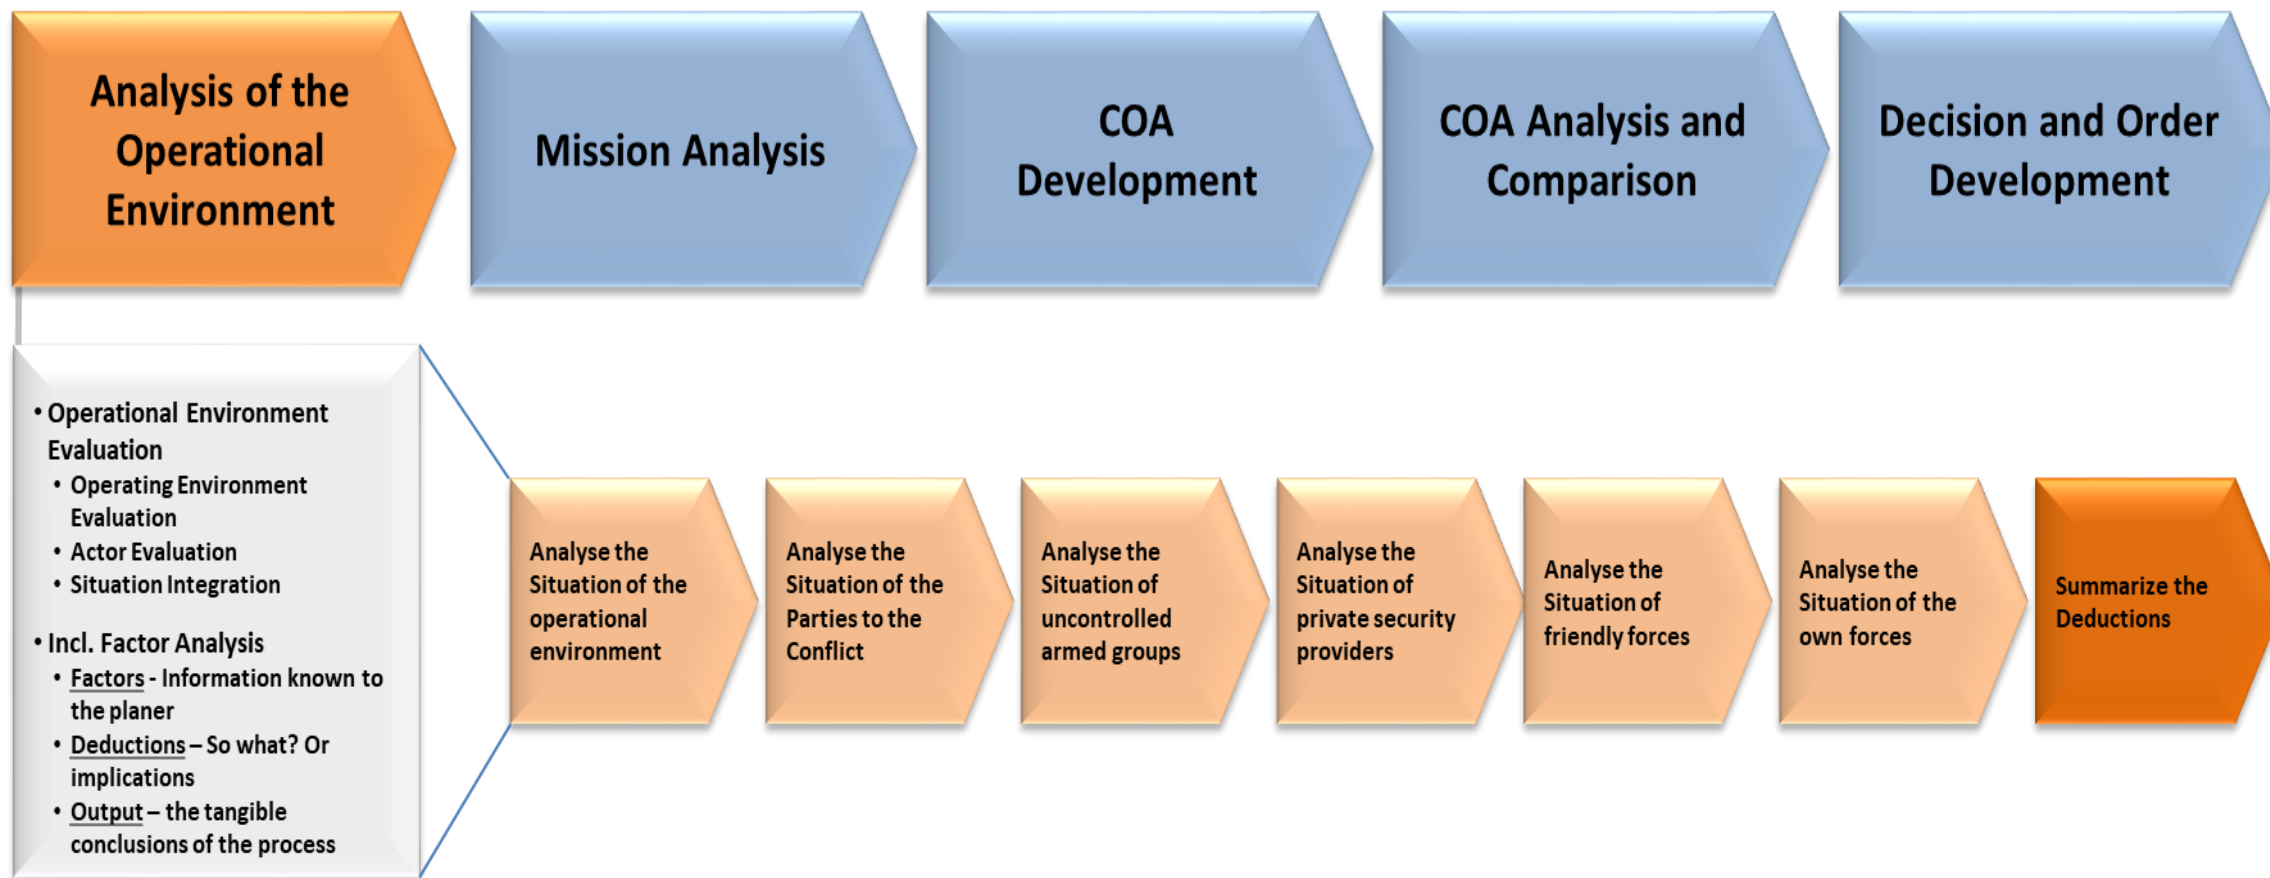 Analysis of the
Operational
Environment
Mission Analysis
COA
Development
COA Analysis and
Comparison
Decision and Order
Development
• Operational Environment
Evaluation
• Operating Environment
Evaluation
• Actor Evaluation
• Situation Integration
• Incl. Factor Analysis
• Factors - Information known to
the planer
• Deductions – So what? Or
implications
• Output – the tangible
conclusions of the process
Analyse the
Situation of the
operational
environment
Analyse the
Situation of the
Parties to the
Conflict
Analyse the
Situation of
uncontrolled
armed groups
Analyse the
Situation of
private security
providers
Analyse the
Situation of
friendly forces
Analyse the
Situation of the
own forces
Summarize the
Deductions